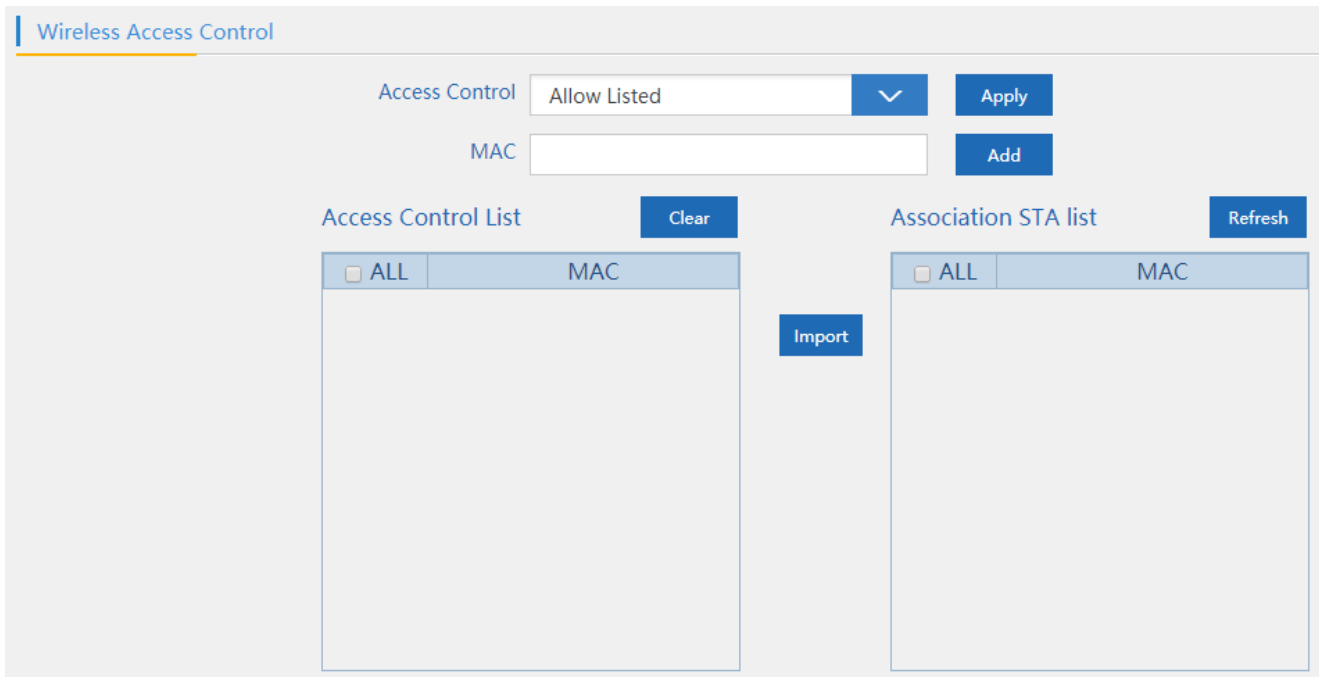 Wireless Access Control
Access Control Allow Listed Apply
MAC Add
Access Control List Clear Association STA list Refresh
ALL MAC ALL MAC
Import